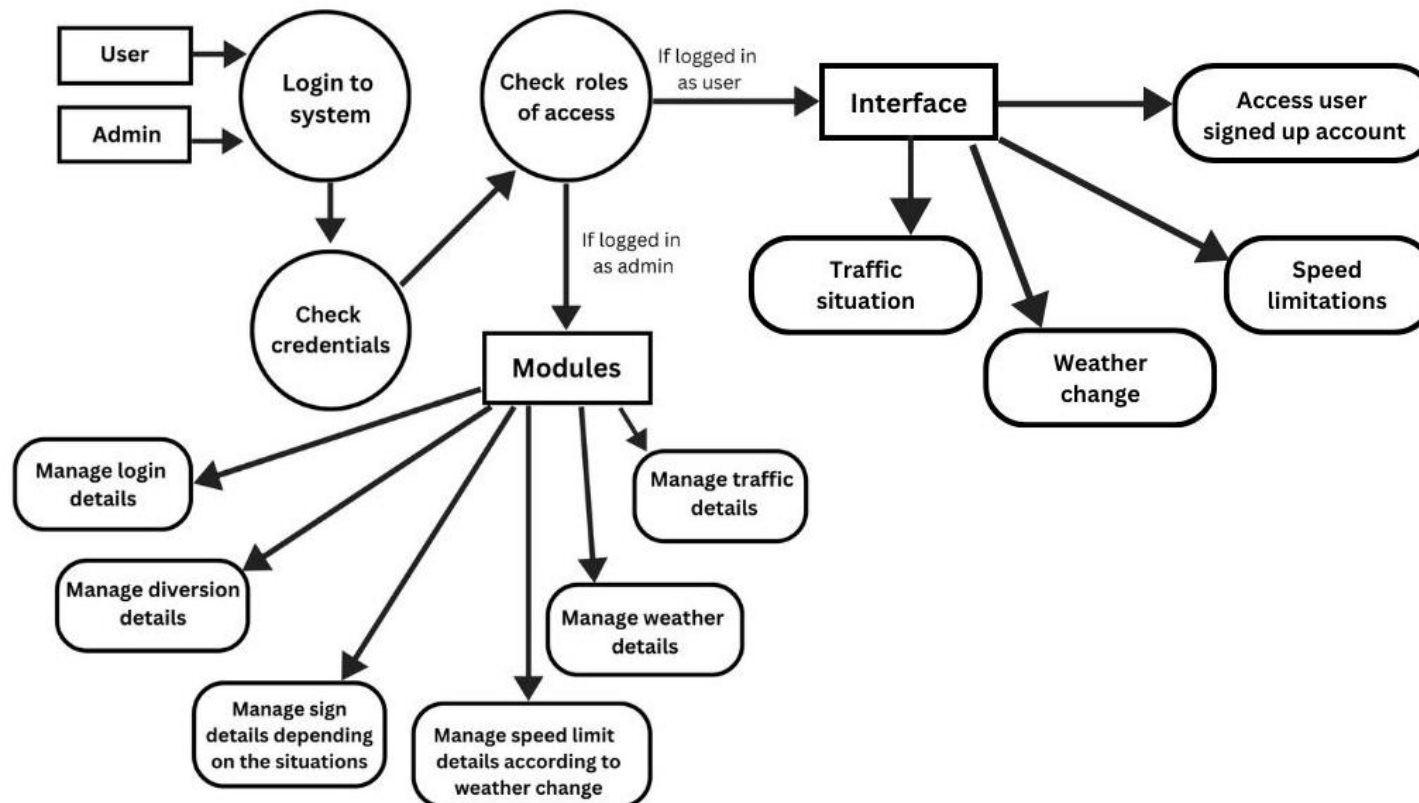 User
Admin
Login to
system
Check credentials
Check roles
of access
If logged in
as user
If logged in
as admin
Interface
Access user
signed up account
Traffic
situation
Weather
change
Speed
limitations
Modules
Manage login
details
Manage diversion
details
Manage sign
details depending
on the situations
Manage speed limit
details according to
weather change
Manage weather
details
Manage traffic
details